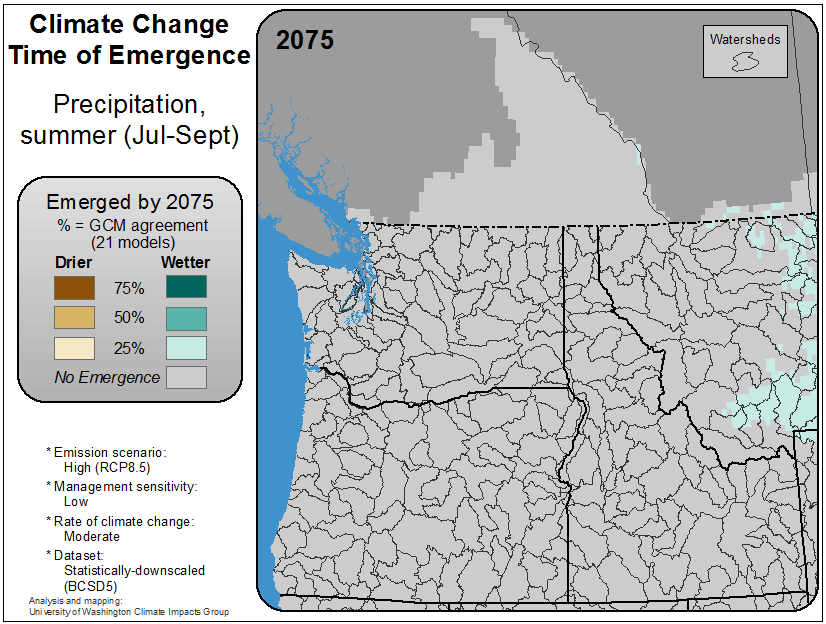 Climate Change
Time of Emergence
Precipitation,
summer (Jul-Sept)
Emerged by 2075
% = GCM agreement
(21 models)
Drier Wetter
75%
50%
25%
No Emergence
* Emission scenario:
High (RCP8.5)
* Management sensitivity:
Low
* Rate of climate change:
Moderate
* Dataset:
Statistically-downscaled
(BCSD5)
Analysis and mapping:
University of Washington Climate Impacts Group
2075
Watersheds